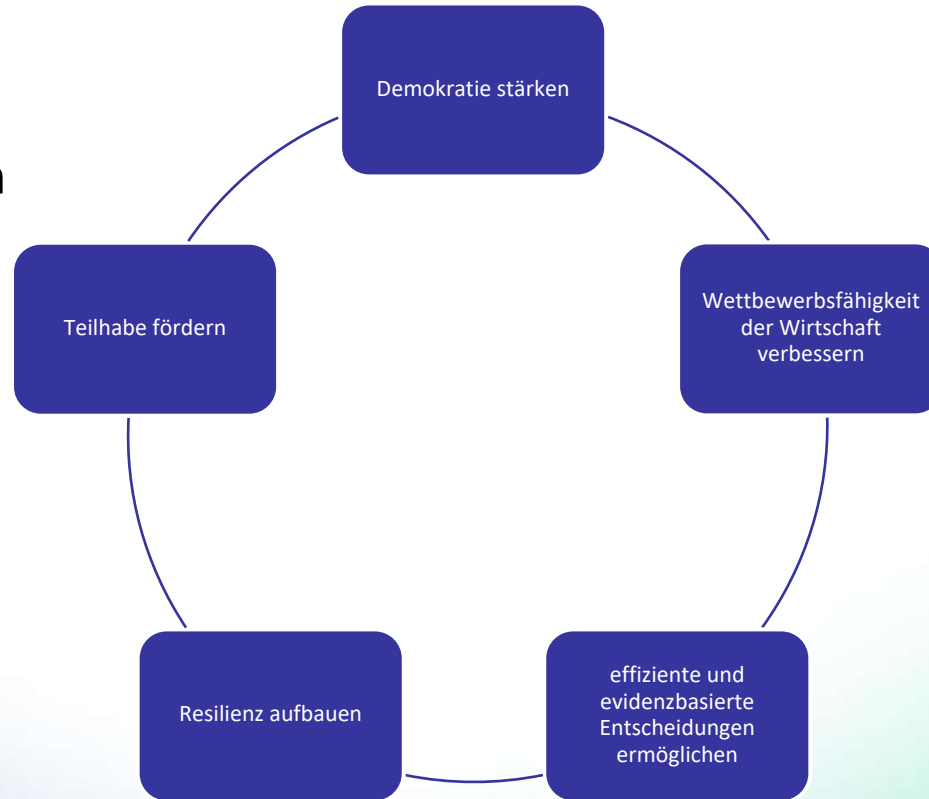 Demokratie stärken
Wettbewerbsfähigkeit
der Wirtschaft
verbessern
effiziente und
evidenzbasierte
Entscheidungen
ermöglichen
Resilienz aufbauen
Teilhabe fördern